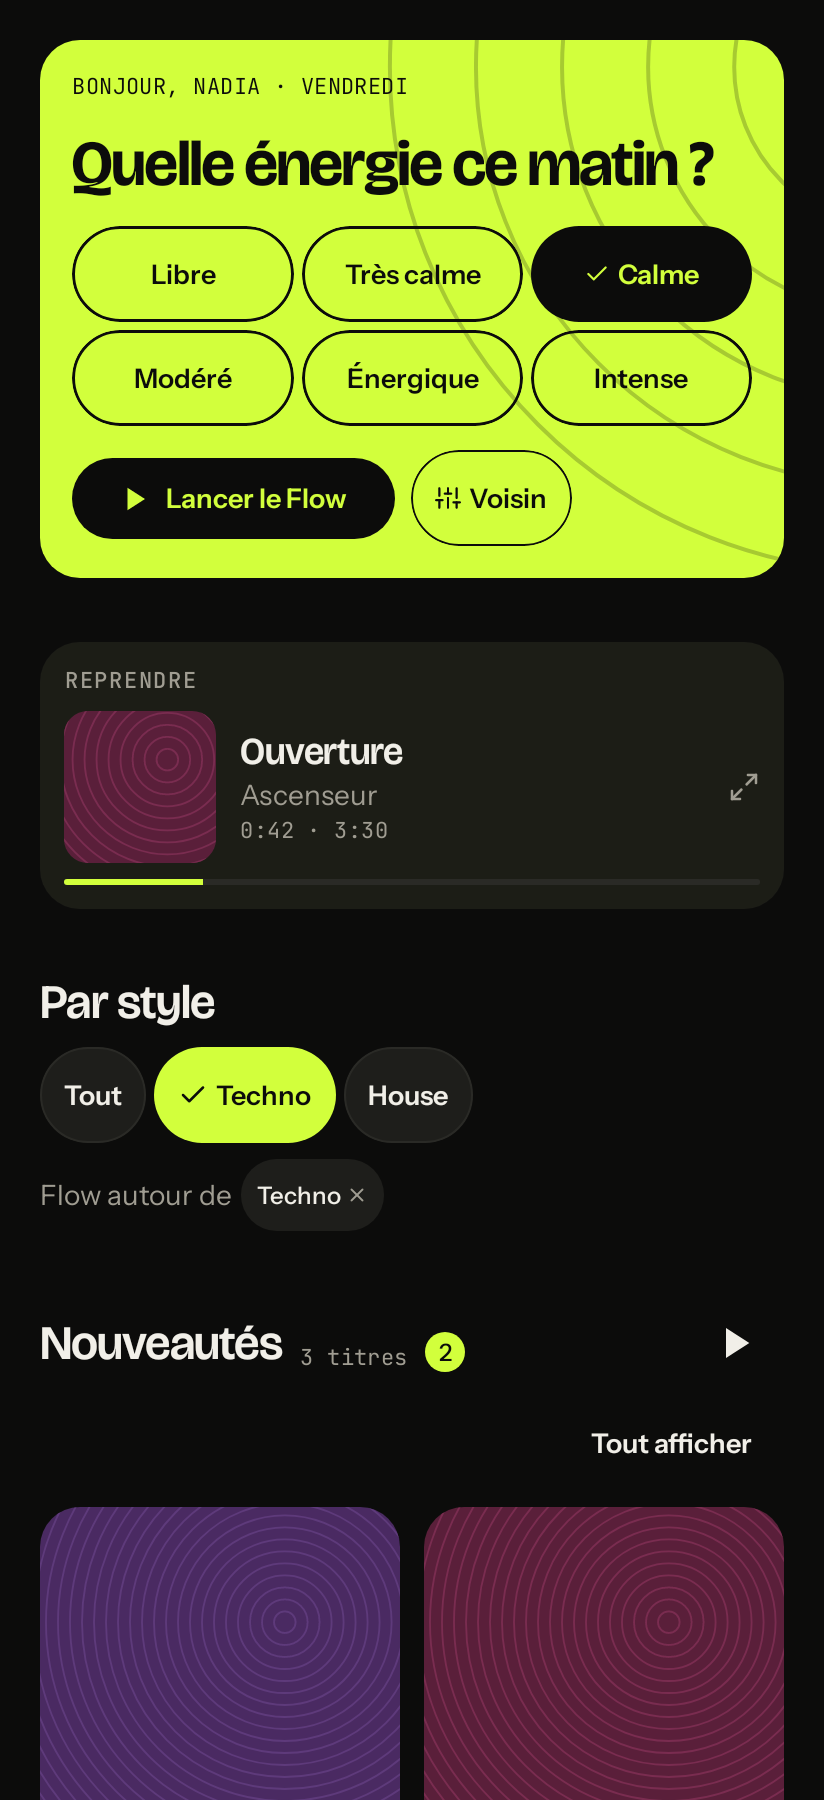 BONJOUR, NADIA · VENDREDI
Quelle énergie ce matin ?
Libre
Très calme
Calme
Modéré
Énergique
Intense
Lancer le Flow
Voisin
REPRENDRE
Ouverture
Ascenseur
0:42 · 3:30
Par style
Tout
Techno
House
Flow autour de Techno
Nouveautés 3 titres 2
Tout afficher